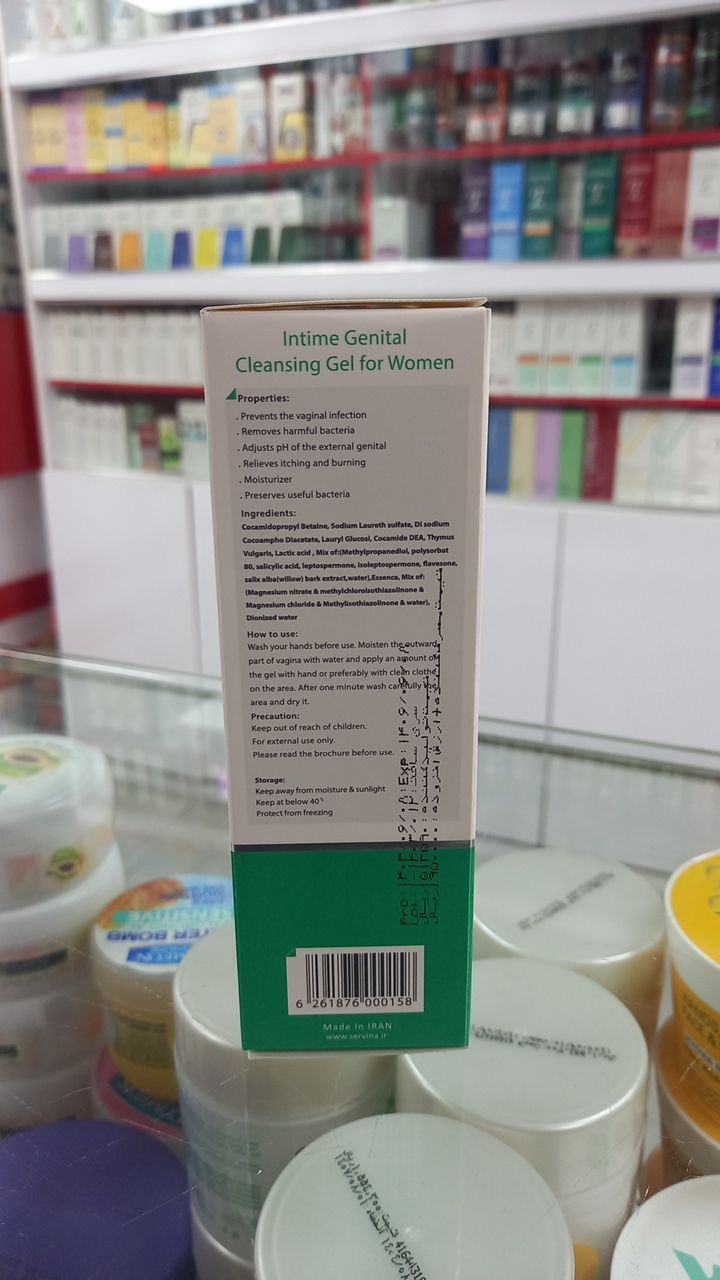 Intime Genital
Cleansing Gel for Women
Properties:
. Prevents the vaginal infection
. Removes harmful bacteria
. Adjusts pH of the external genital
. Relieves itching and burning
. Moisturizer
. Preserves useful bacteria
Ingredients:
Cocamidopropyl Betaine, Sodium Laureth sulfate, Di sodium
Cocoampho Diacetate, Lauryl Glucosi, Cocamide DEA, Thymus
Vulgaris, Lactic acid , Mix of:(Methylpropanediol, polysorbat
80, salicylic acid, leptospermone, isoleptospermone, flavesone,
salix alba(willow) bark extract,water),Essence, Mix of:
(Magnesium nitrate & methylchloroisothiazolinone &
Magnesium chloride & Methylisothiazolinone & water),
Dionized water
How to use:
Wash your hands before use. Moisten the outward
part of vagina with water and apply an amount of
the gel with hand or preferably with clean clothe
on the area. After one minute wash carefully the
area and dry it.
Precaution:
Keep out of reach of children.
For external use only.
Please read the brochure before use.
Storage:
Keep away from moisture & sunlight
Keep at below 40
Protect from freezing
6 261876 000158
Made in IRAN
www.servina.ir
SENSITIVE
TER BOMB